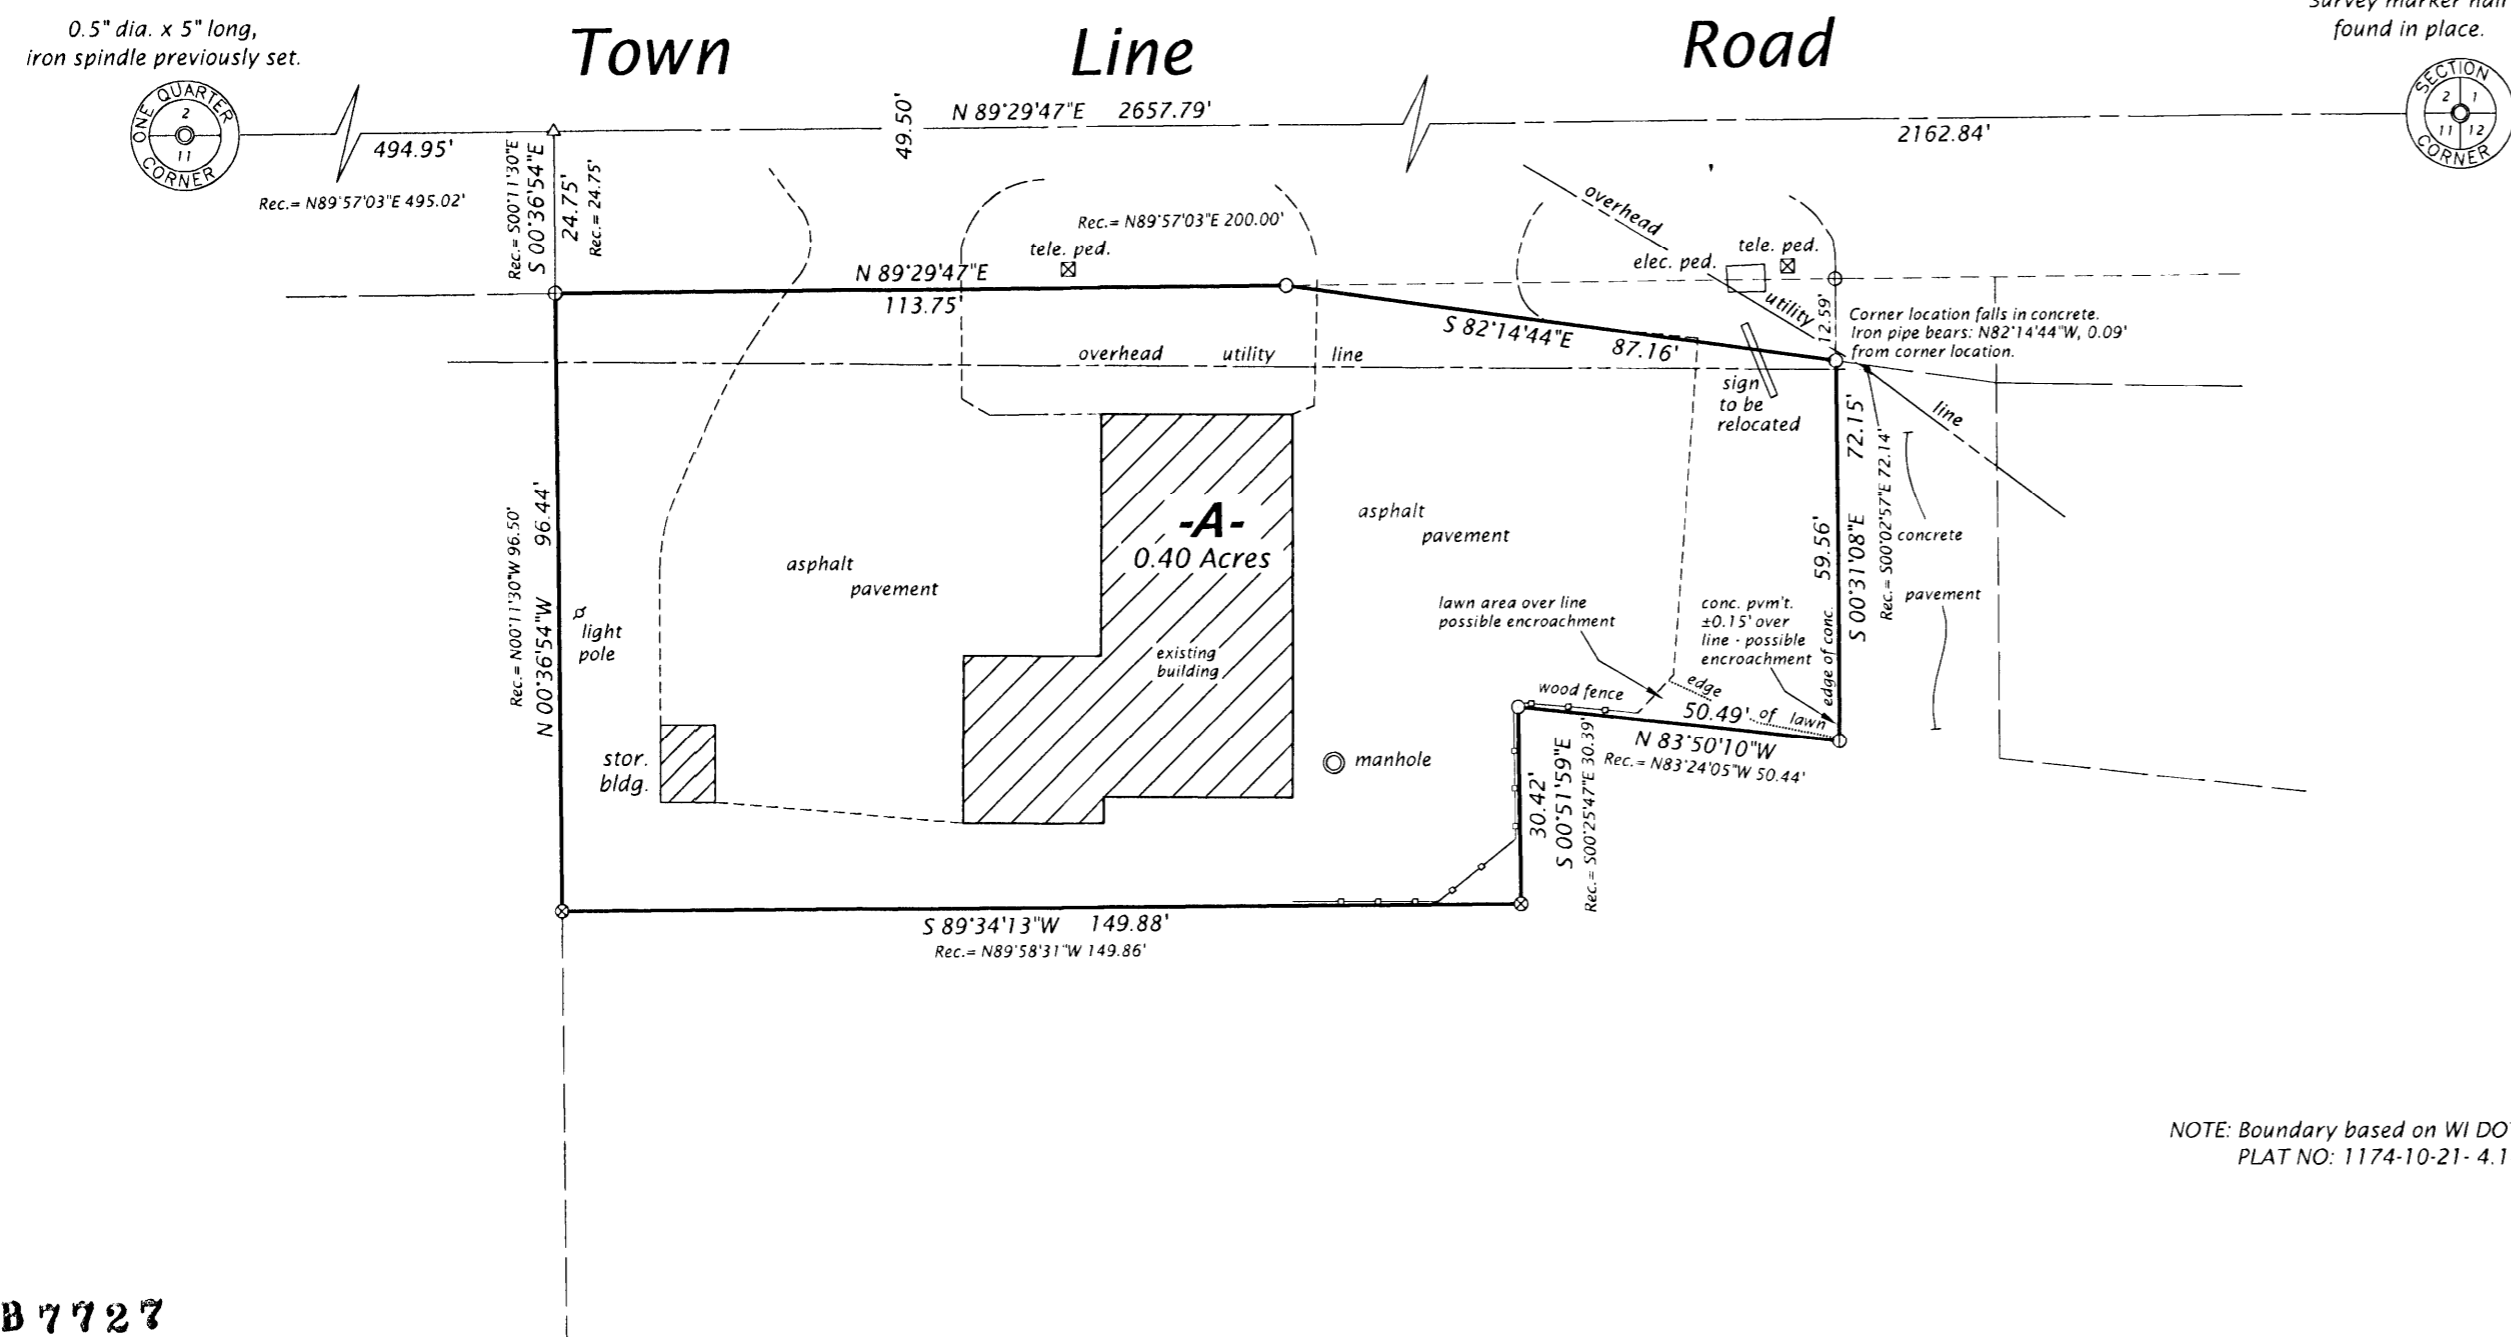 0.5" dia. x 5" long,
iron spindle previously set.
Town Line Road
found in place.
ONE QUARTER
2
11
CORNER
SECTION
2 1
11 12
CORNER
N 89°29'47"E 2657.79'
49.50'
494.95'
2162.84'
Rec.= N89°57'03"E 495.02'
Rec.= S00°11'30"E
S 00°36'54"E
24.75'
Rec.= 24.75'
Rec.= N89°57'03"E 200.00'
tele. ped.
N 89°29'47"E
113.75'
overhead
utility
line
elec. ped.
tele. ped.
12.59'
Corner location falls in concrete.
Iron pipe bears: N82°14'44"W, 0.09'
from corner location.
S 82°14'44"E 87.16'
overhead utility line
sign
to be
relocated
72.15'
59.56'
S 00°31'08"E
Rec.= S00°02'57"E 72.14'
concrete
pavement
edge of conc.
-A-
0.40 Acres
existing
building
asphalt
pavement
asphalt
pavement
Rec.= N00°11'30"W 96.50'
N 00°36'54"W 96.44'
light
pole
lawn area over line
possible encroachment
conc. pvm't.
±0.15' over
line - possible
encroachment
wood fence
edge
of lawn
50.49'
N 83°50'10"W
Rec.= N83°24'05"W 50.44'
stor.
bldg.
manhole
30.42'
S 00°51'59"E
Rec.= S00°25'47"E 30.39'
S 89°34'13"W 149.88'
Rec.= N89°58'31"W 149.86'
NOTE: Boundary based on WI DO
PLAT NO: 1174-10-21- 4.1
B7727